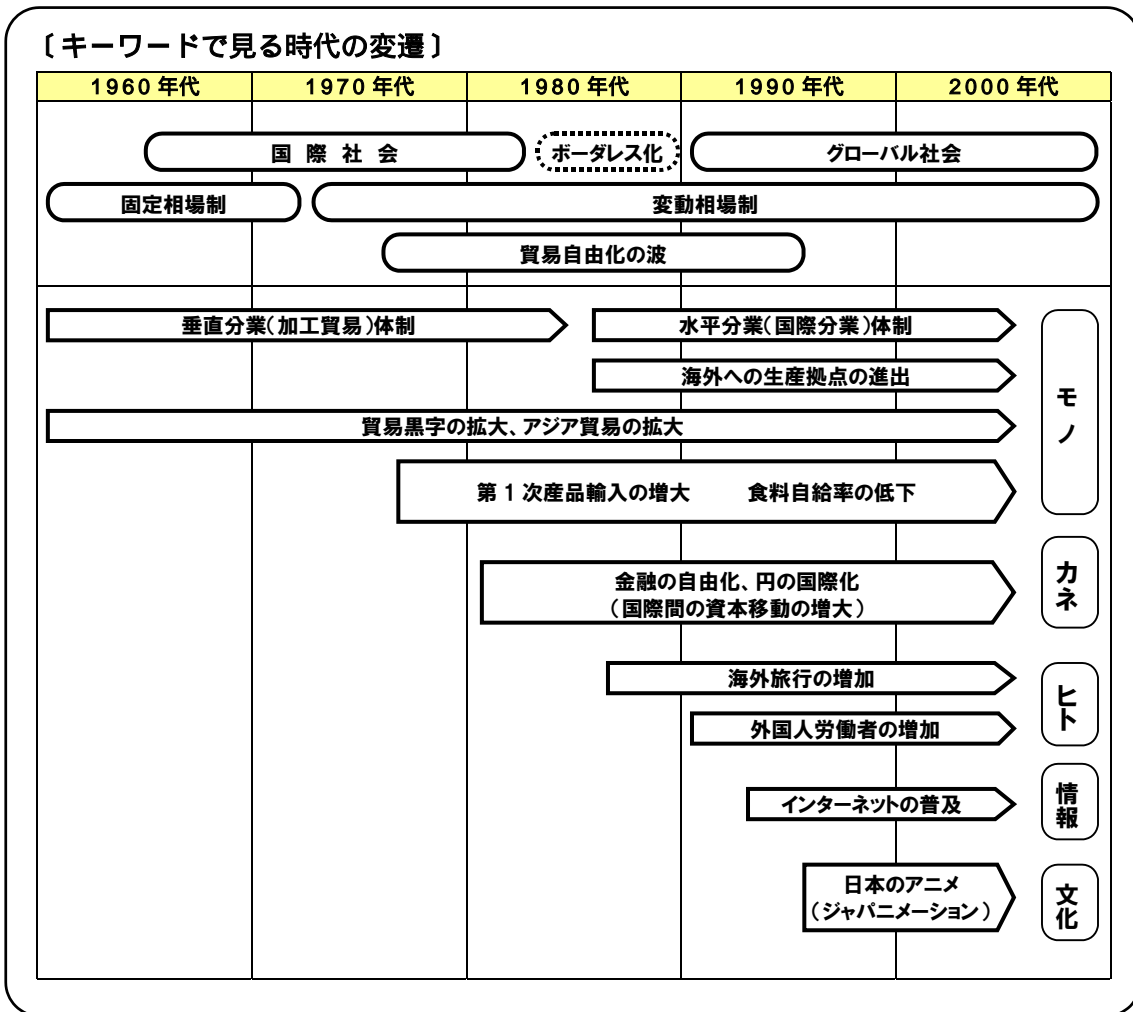 〔キーワードで見る時代の変遷〕
1960年代 1970年代 1980年代 1990年代 2000年代
国際社会 ボーダレス化 グローバル社会
固定相場制 変動相場制
貿易自由化の波
垂直分業(加工貿易)体制 水平分業(国際分業)体制
海外への生産拠点の進出
貿易黒字の拡大、アジア貿易の拡大
第1次産品輸入の増大 食料自給率の低下
モノ
金融の自由化、円の国際化
(国際間の資本移動の増大)
カネ
海外旅行の増加
外国人労働者の増加
ヒト
インターネットの普及
情報
日本のアニメ
(ジャパニメーション)
文化